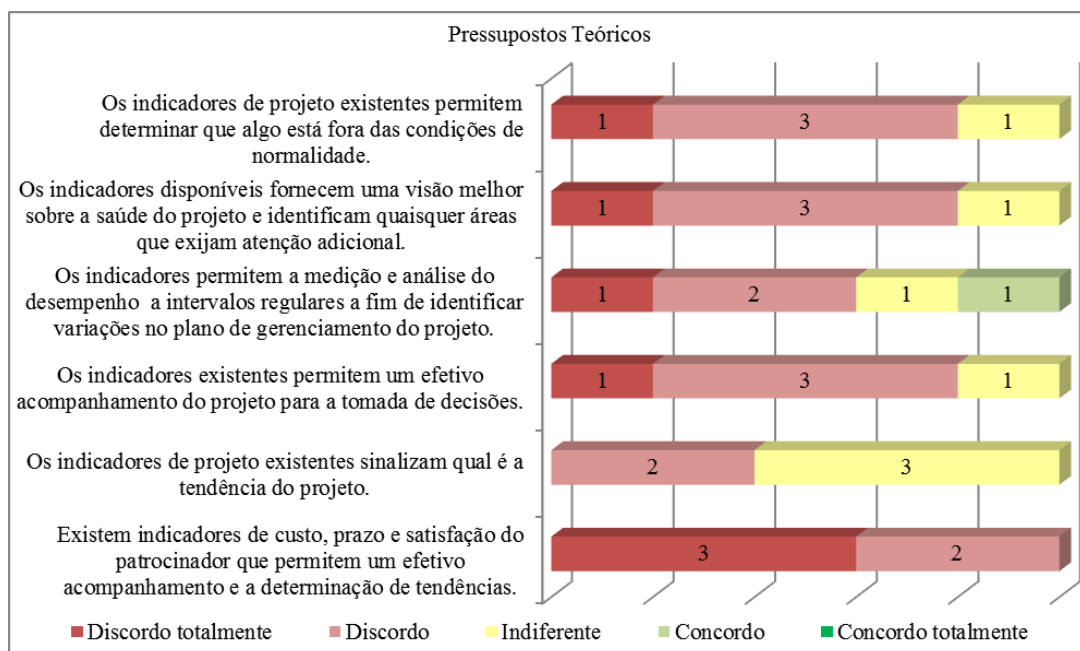 Pressupostos Teóricos
Os indicadores de projeto existentes permitem
determinar que algo está fora das condições de
normalidade.
1 3 1
Os indicadores disponíveis fornecem uma visão melhor
sobre a saúde do projeto e identificam quaisquer áreas
que exijam atenção adicional.
1 3 1
Os indicadores permitem a medição e análise do
desempenho a intervalos regulares a fim de identificar
variações no plano de gerenciamento do projeto.
1 2 1 1
Os indicadores existentes permitem um efetivo
acompanhamento do projeto para a tomada de decisões.
1 3 1
Os indicadores de projeto existentes sinalizam qual é a
tendência do projeto.
2 3
Existem indicadores de custo, prazo e satisfação do
patrocinador que permitem um efetivo
acompanhamento e a determinação de tendências.
3 2
Discordo totalmente Discordo Indiferente Concordo Concordo totalmente